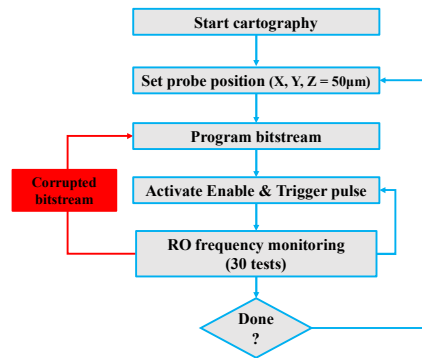 Start cartography
Set probe position (X, Y, Z = 50µm)
Program bitstream
Corrupted
bitstream
Activate Enable & Trigger pulse
RO frequency monitoring
(30 tests)
Done
?